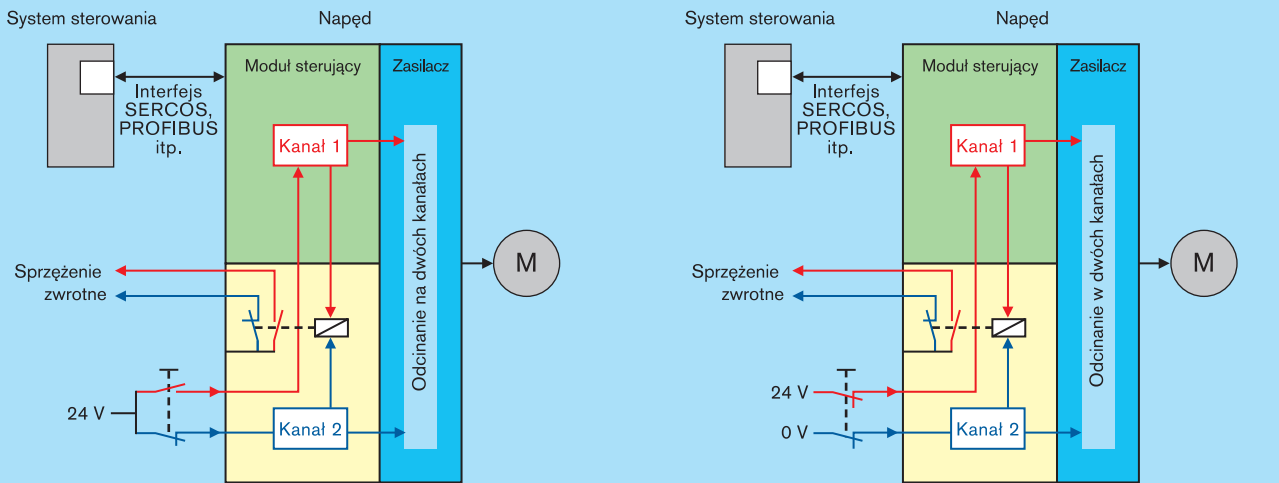 System sterowania
Napęd
Moduł sterujący
Zasilacz
Interfejs
SERCOS,
PROFIBUS
itp.
Kanał 1
Odcinanie na dwóch kanałach
M
Sprzężenie
zwrotne
24 V
Kanał 2
System sterowania
Napęd
Moduł sterujący
Zasilacz
Interfejs
SERCOS,
PROFIBUS
itp.
Kanał 1
Odcinanie w dwóch kanałach
M
Sprzężenie
zwrotne
24 V
0 V
Kanał 2